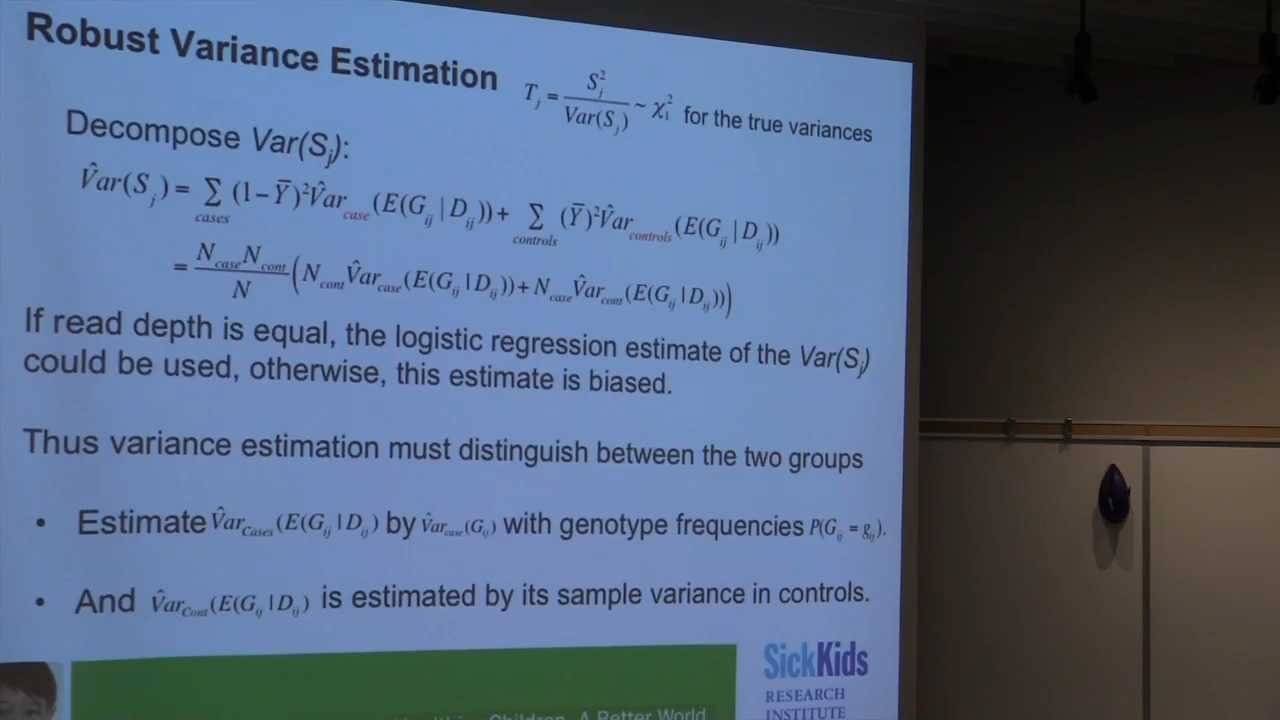 Robust Variance Estimation
T_j = S_j^2 / Var(S_j) ~ χ_1^2 for the true variances
Decompose Var(S_j):
V̂ar(S_j) = Σ_cases (1−Ȳ)²V̂ar_case(E(G_ij | D_ij)) + Σ_controls (Ȳ)²V̂ar_controls(E(G_ij | D_ij))
= N_case N_cont / N (N_cont V̂ar_case(E(G_ij | D_ij)) + N_case V̂ar_cont(E(G_ij | D_ij)))
If read depth is equal, the logistic regression estimate of the Var(S_j)
could be used, otherwise, this estimate is biased.
Thus variance estimation must distinguish between the two groups
• Estimate V̂ar_Cases(E(G_ij | D_ij) by V̂ar_case(G_ij) with genotype frequencies P(G_ij = g_ij).
• And V̂ar_Cont(E(G_ij | D_ij) is estimated by its sample variance in controls.
Children, A Better World
SickKids
RESEARCH
INSTITUTE